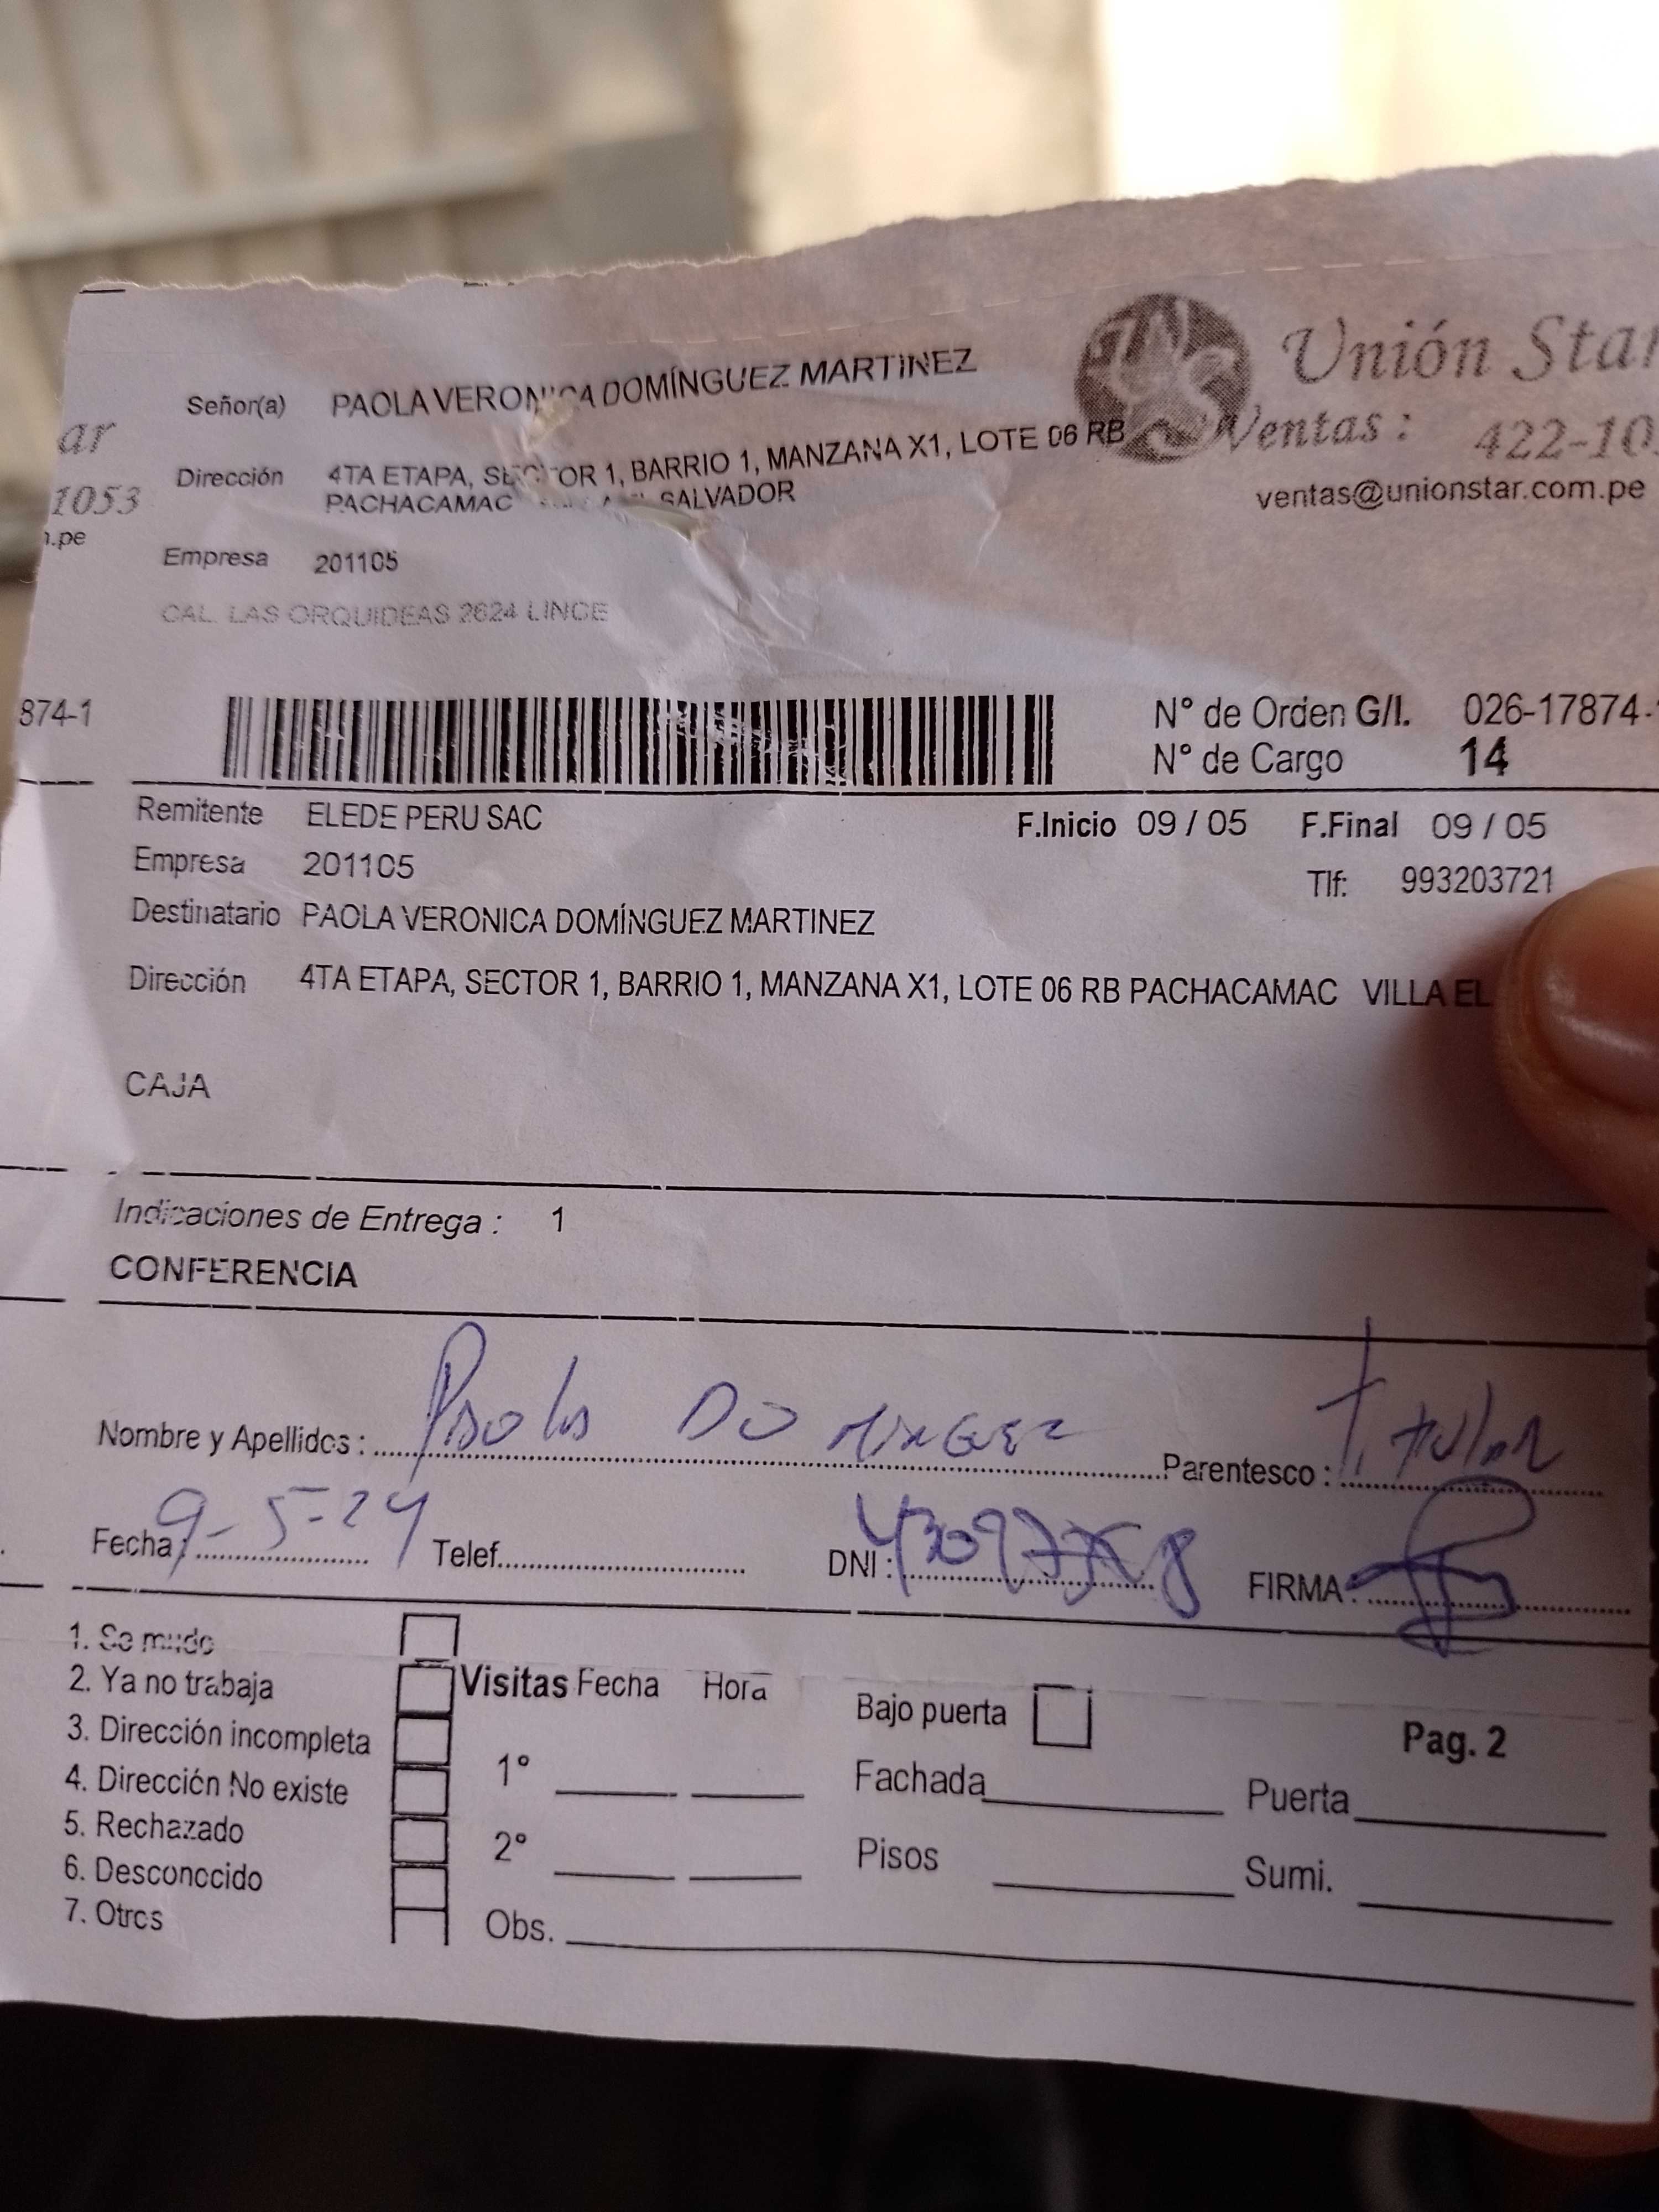 Señor(a) PAOLA VERONICA DOMÍNGUEZ MARTINEZ
Unión Star
ar
Ventas : 422-10
Dirección 4TA ETAPA, SECTOR 1, BARRIO 1, MANZANA X1, LOTE 06 RB
PACHACAMAC SALVADOR
1053
ventas@unionstar.com.pe
n.pe
Empresa 201105
CAL. LAS ORQUIDEAS 2624 LINCE
874-1
N° de Orden G/I. 026-17874-
N° de Cargo 14
Remitente ELEDE PERU SAC F.Inicio 09 / 05 F.Final 09 / 05
Empresa 201105 Tlf: 993203721
Destinatario PAOLA VERONICA DOMÍNGUEZ MARTINEZ
Dirección 4TA ETAPA, SECTOR 1, BARRIO 1, MANZANA X1, LOTE 06 RB PACHACAMAC VILLA EL
CAJA
Indicaciones de Entrega : 1
CONFERENCIA
Nombre y Apellidos : Paola DOMINGUEZ Parentesco : Titular
Fecha : 9-5-24 Telef. DNI : FIRMA :
1. Se mudo
2. Ya no trabaja
Visitas Fecha Hora
Bajo puerta
Pag. 2
3. Dirección incompleta
1°
Fachada Puerta
4. Dirección No existe
5. Rechazado
2°
Pisos Sumi.
6. Desconocido
7. Otros
Obs.